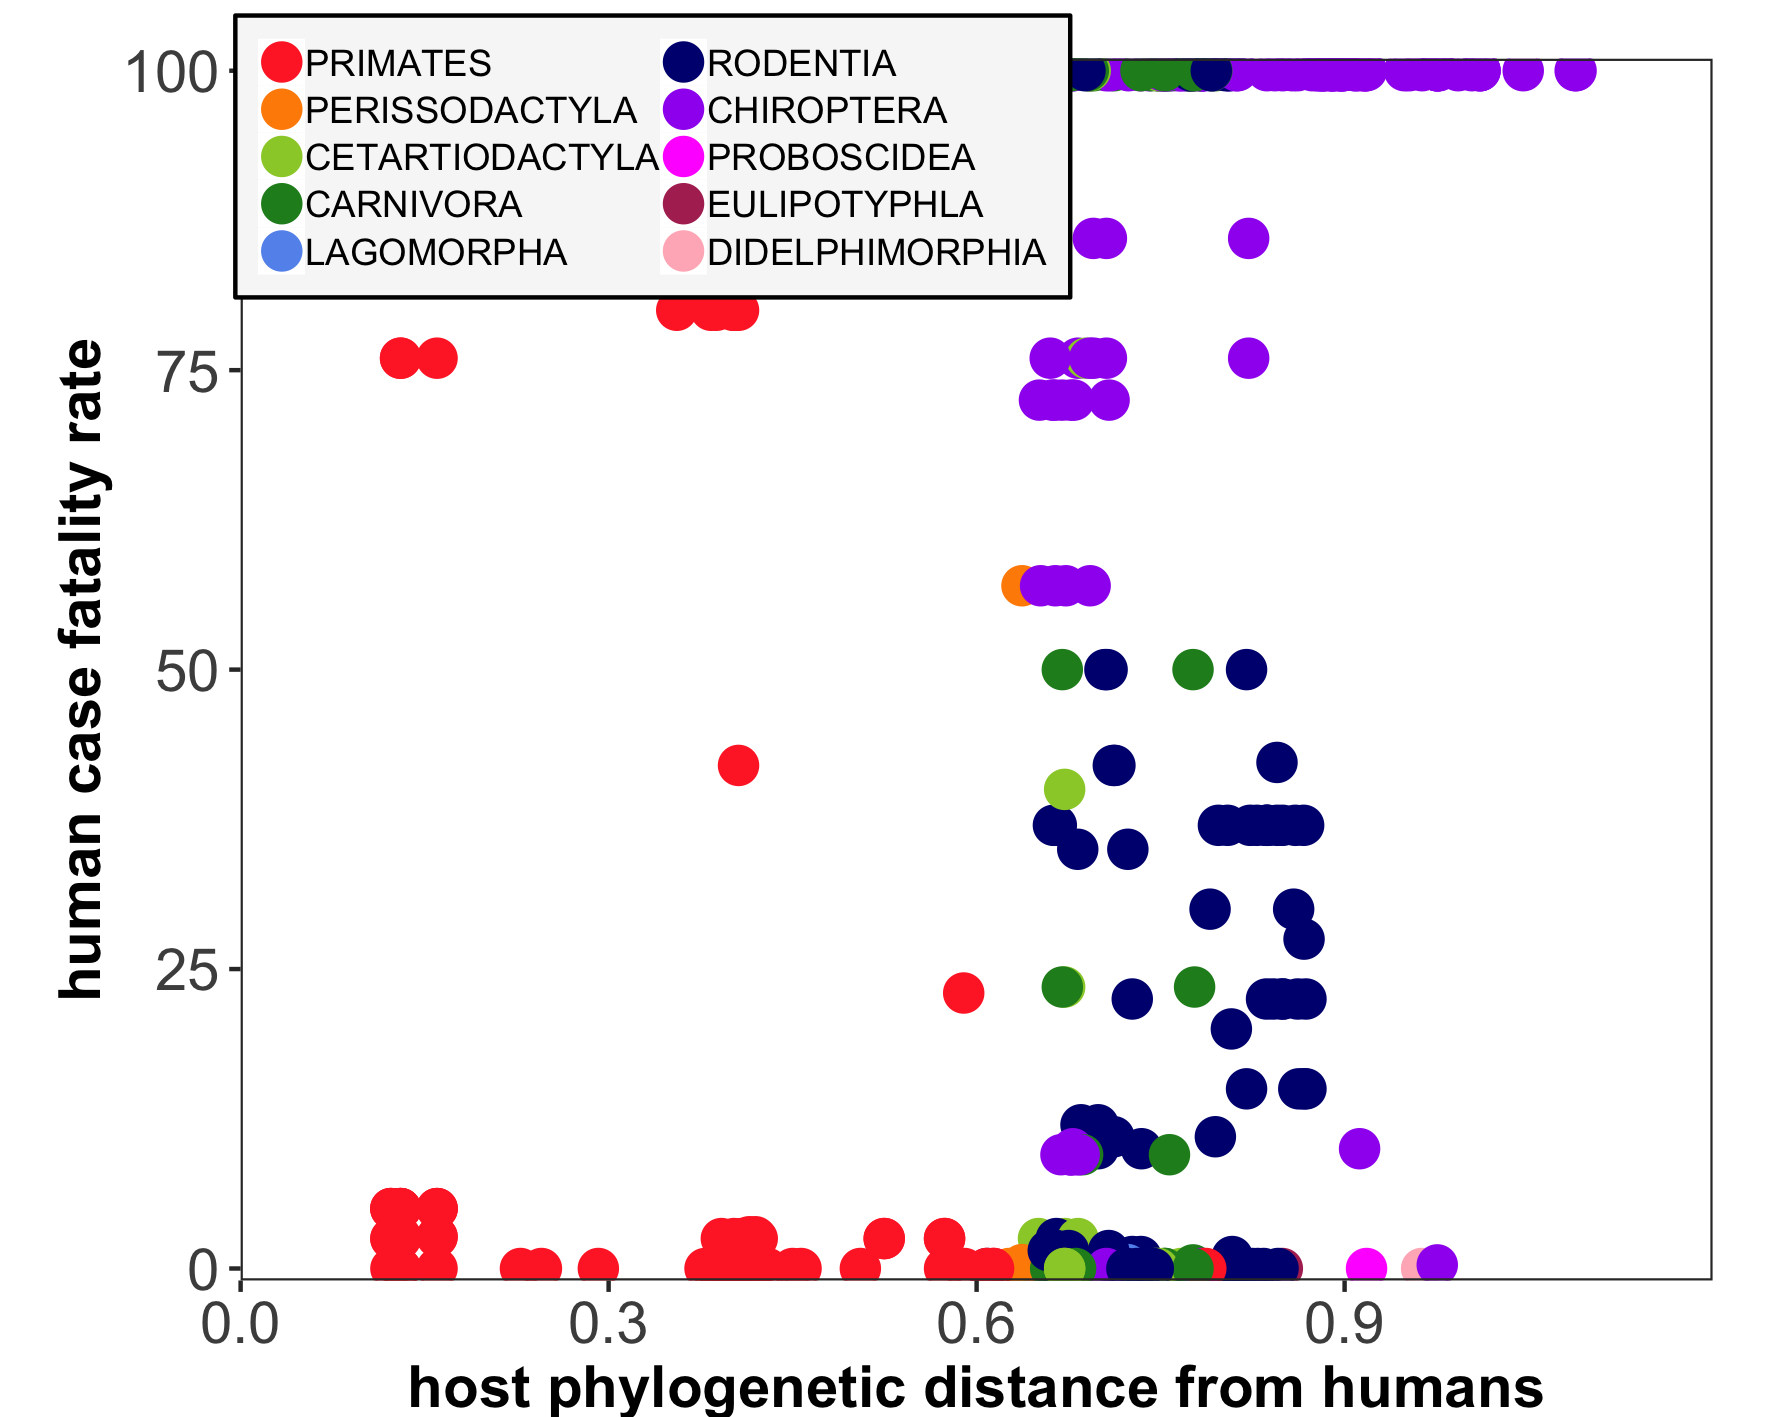 PRIMATES
PERISSODACTYLA
CETARTIODACTYLA
CARNIVORA
LAGOMORPHA
RODENTIA
CHIROPTERA
PROBOSCIDEA
EULIPOTYPHLA
DIDELPHIMORPHIA
human case fatality rate
100
75
50
25
0
0.0 0.3 0.6 0.9
host phylogenetic distance from humans